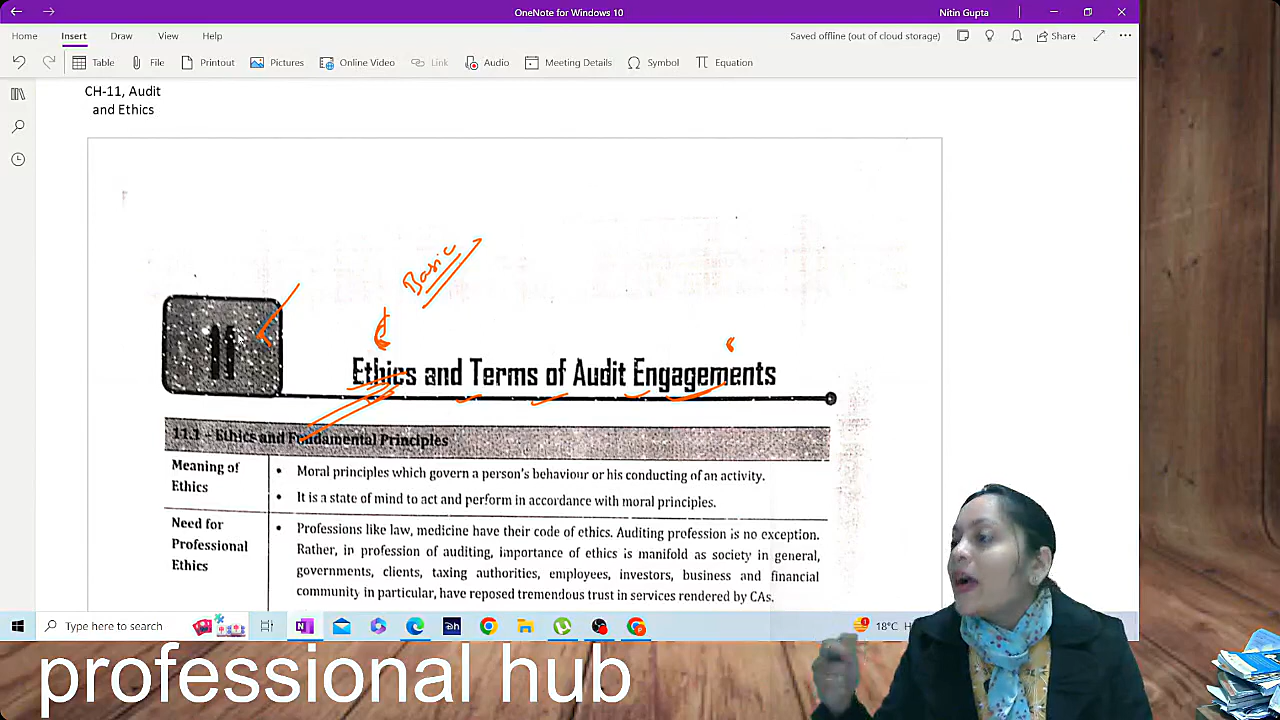 OneNote for Windows 10
Nitin Gupta
Home Insert Draw View Help
Saved offline (out of cloud storage)
Share
Table File Printout Pictures Online Video Link Audio Meeting Details Symbol Equation
CH-11, Audit
and Ethics
Basic
11
Ethics and Terms of Audit Engagements
11.1 - Ethics and Fundamental Principles
Meaning of
Ethics
• Moral principles which govern a person's behaviour or his conducting of an activity.
• It is a state of mind to act and perform in accordance with moral principles.
Need for
Professional
Ethics
• Professions like law, medicine have their code of ethics. Auditing profession is no exception.
Rather, in profession of auditing, importance of ethics is manifold as society in general,
governments, clients, taxing authorities, employees, investors, business and financial
community in particular, have reposed tremendous trust in services rendered by CAs.
Type here to search
18°C
professional hub